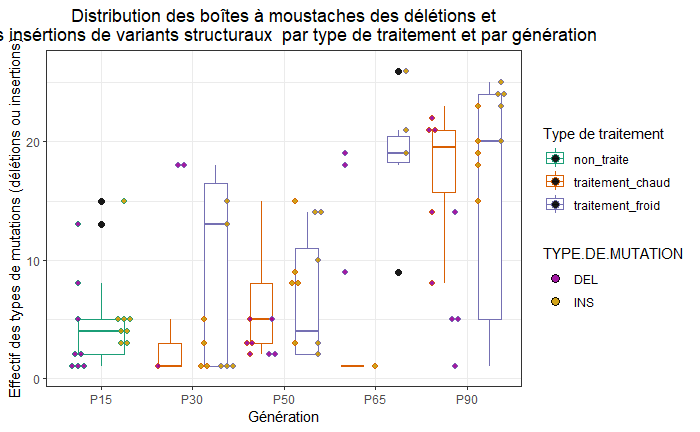 Distribution des boîtes à moustaches des délétions et
s insértions de variants structuraux par type de traitement et par génération
Effectif des types de mutations (délétions ou insertions
20
10
0
P15 P30 P50 P65 P90
Génération
Type de traitement
non_traite
traitement_chaud
traitement_froid
TYPE.DE.MUTATION
DEL
INS